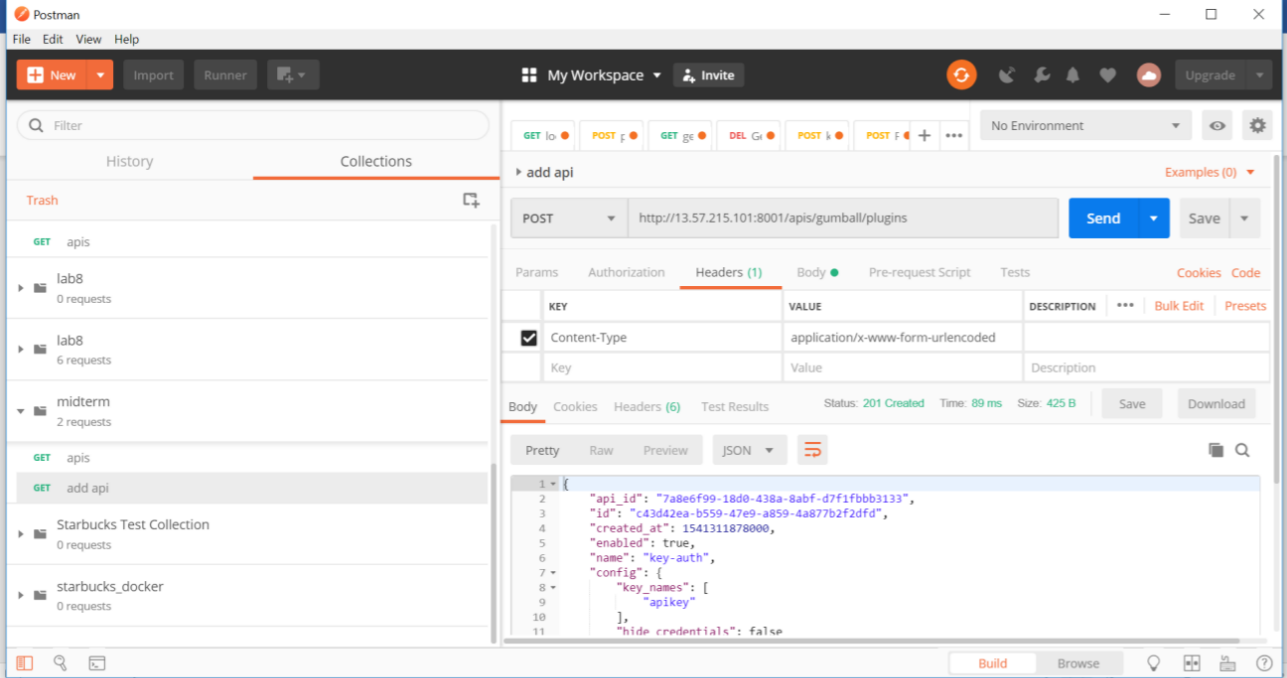 Postman
File Edit View Help
New Import Runner My Workspace Invite Upgrade
Filter
History Collections
Trash
GET apis
lab8
0 requests
lab8
6 requests
midterm
2 requests
GET apis
GET add api
Starbucks Test Collection
0 requests
starbucks_docker
0 requests
GET POST GET DEL POST POST + ••• No Environment
add api Examples (0)
POST http://13.57.215.101:8001/apis/gumball/plugins Send Save
Params Authorization Headers (1) Body Pre-request Script Tests Cookies Code
KEY VALUE DESCRIPTION ••• Bulk Edit Presets
Content-Type application/x-www-form-urlencoded
Key Value Description
Body Cookies Headers (6) Test Results Status: 201 Created Time: 89 ms Size: 425 B Save Download
Pretty Raw Preview JSON
1 {
2 "api_id": "7a8e6f99-18d0-438a-8abf-d7f1fbbb3133",
3 "id": "c43d42ea-b559-47e9-a859-4a877b2f2dfd",
4 "created_at": 1541311878000,
5 "enabled": true,
6 "name": "key-auth",
7 "config": {
8 "key_names": [
9 "apikey"
10 ],
11 "hide_credentials": false
Build Browse